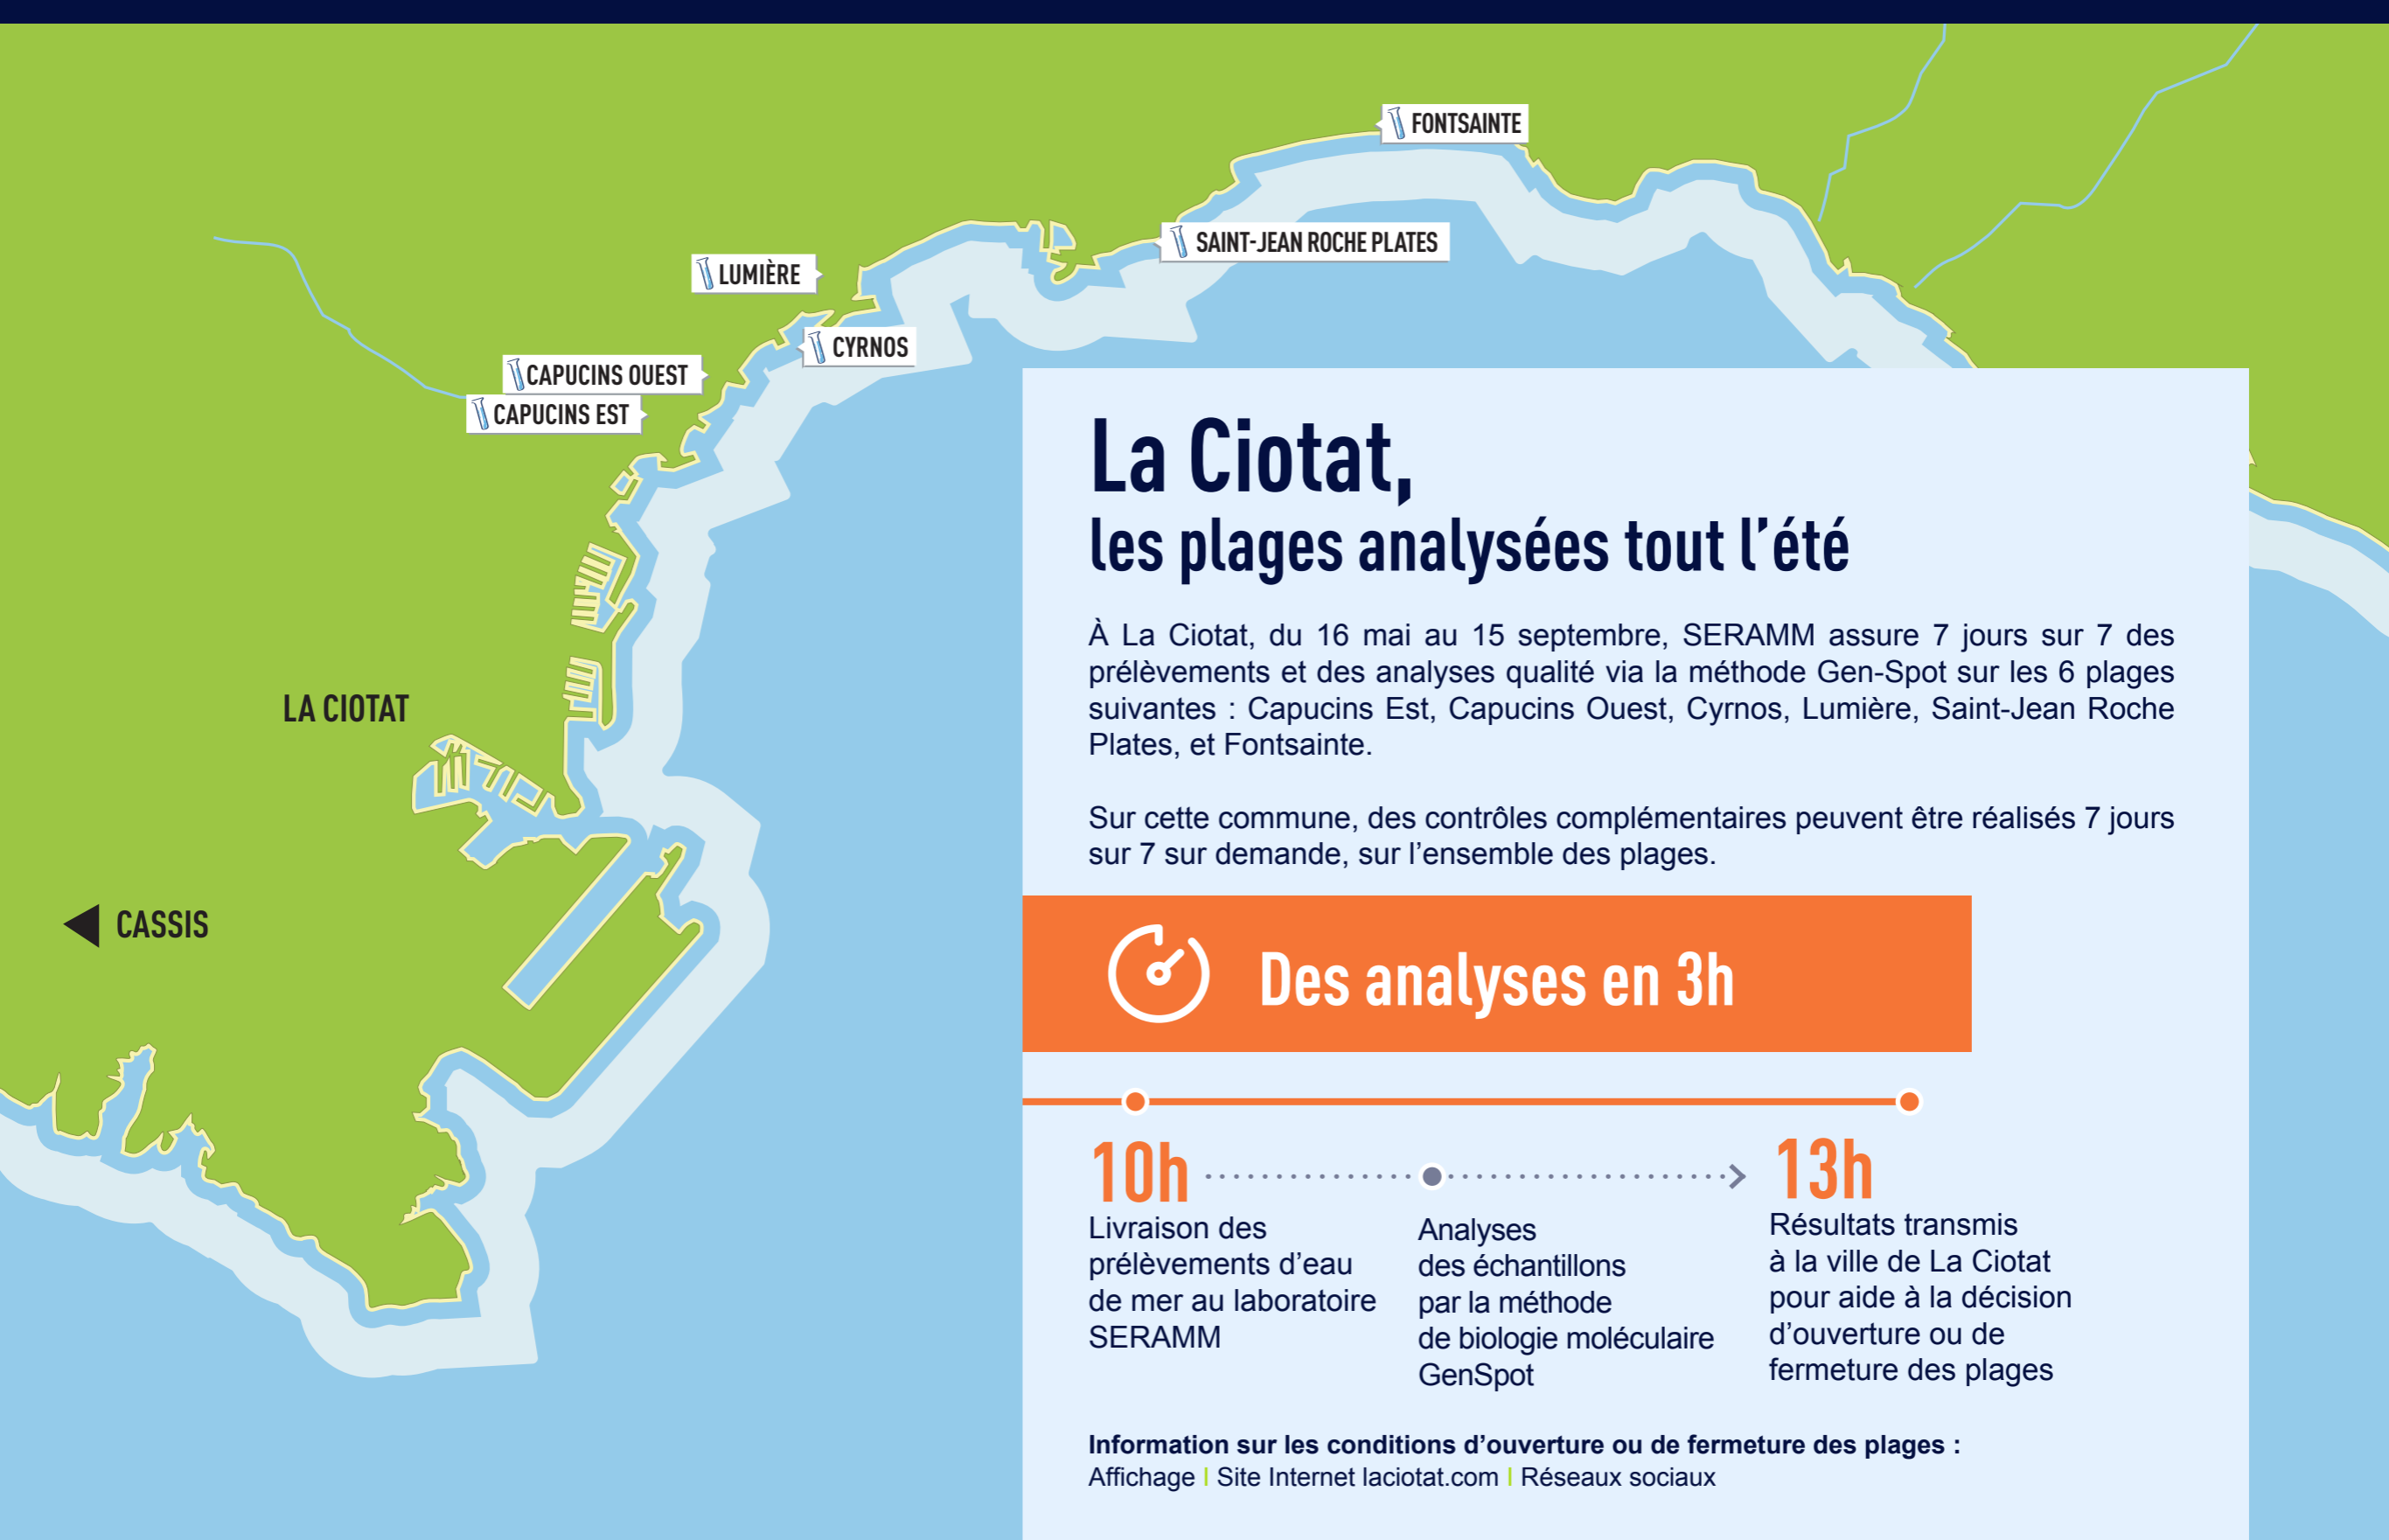 FONTSAINTE
SAINT-JEAN ROCHE PLATES
LUMIÈRE
CYRNOS
CAPUCINS OUEST
CAPUCINS EST
LA CIOTAT
CASSIS
La Ciotat,
les plages analysées tout l’été
À La Ciotat, du 16 mai au 15 septembre, SERAMM assure 7 jours sur 7 des
prélèvements et des analyses qualité via la méthode Gen-Spot sur les 6 plages
suivantes : Capucins Est, Capucins Ouest, Cyrnos, Lumière, Saint-Jean Roche
Plates, et Fontsainte.
Sur cette commune, des contrôles complémentaires peuvent être réalisés 7 jours
sur 7 sur demande, sur l’ensemble des plages.
Des analyses en 3h
10h
Livraison des
prélèvements d’eau
de mer au laboratoire
SERAMM
Analyses
des échantillons
par la méthode
de biologie moléculaire
GenSpot
13h
Résultats transmis
à la ville de La Ciotat
pour aide à la décision
d’ouverture ou de
fermeture des plages
Information sur les conditions d’ouverture ou de fermeture des plages :
Affichage | Site Internet laciotat.com | Réseaux sociaux